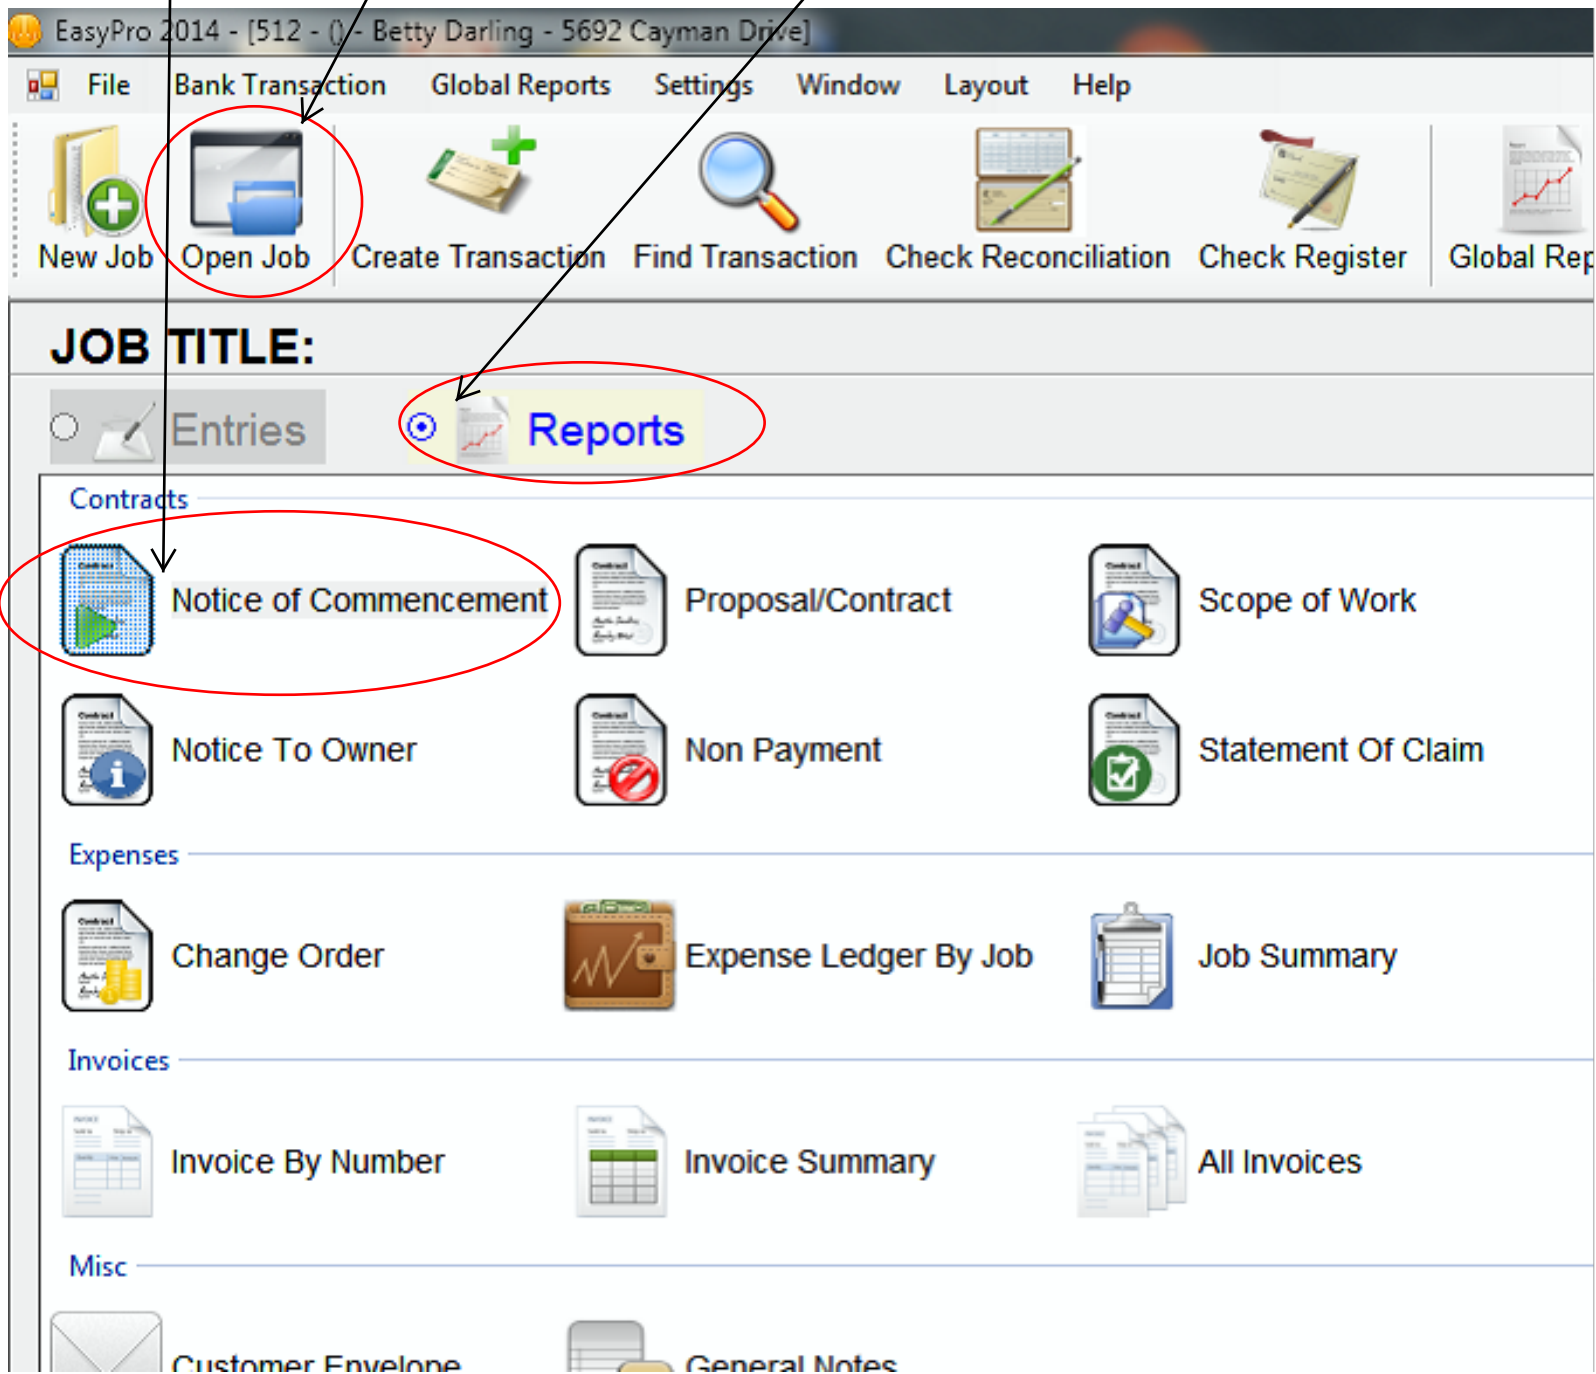 EasyPro 2014 - [512 - () - Betty Darling - 5692 Cayman Drive]
File Bank Transaction Global Reports Settings Window Layout Help
New Job Open Job Create Transaction Find Transaction Check Reconciliation Check Register Global Rep
JOB TITLE:
Entries Reports
Contracts
Notice of Commencement Proposal/Contract Scope of Work
Notice To Owner Non Payment Statement Of Claim
Expenses
Change Order Expense Ledger By Job Job Summary
Invoices
Invoice By Number Invoice Summary All Invoices
Misc
Customer Envelope General Notes